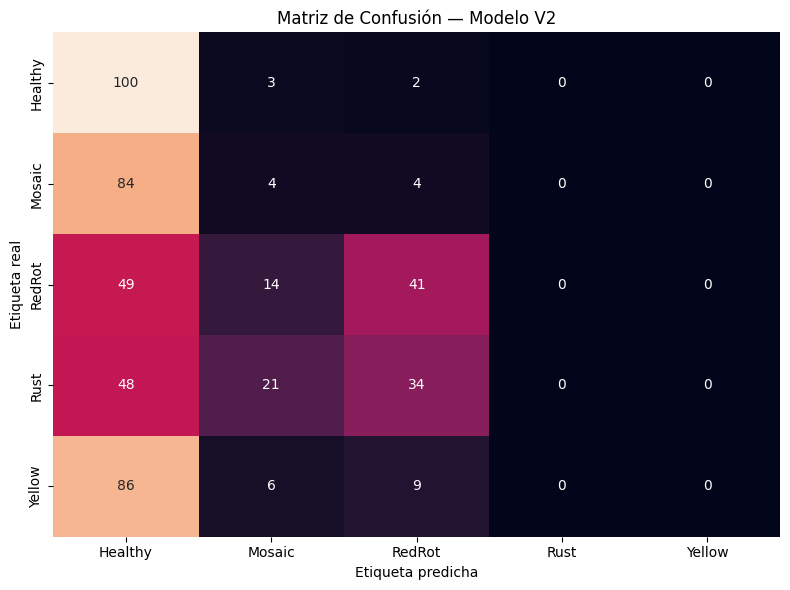 Matriz de Confusión — Modelo V2
Etiqueta real
Healthy 100 3 2 0 0
Mosaic 84 4 4 0 0
RedRot 49 14 41 0 0
Rust 48 21 34 0 0
Yellow 86 6 9 0 0
Healthy Mosaic RedRot Rust Yellow
Etiqueta predicha